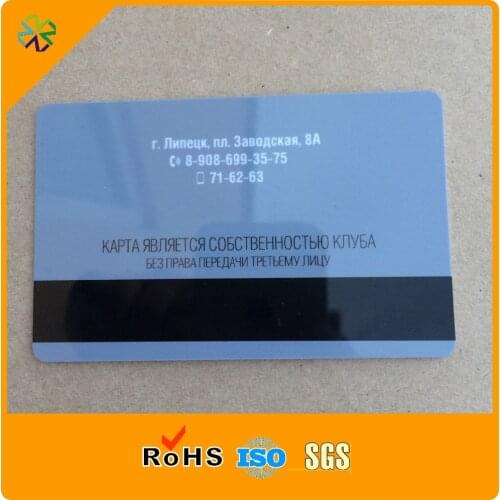 г. Липецк, пл. Заводская, 8А
8-908-699-35-75
71-62-63
КАРТА ЯВЛЯЕТСЯ СОБСТВЕННОСТЬЮ КЛУБА
БЕЗ ПРАВА ПЕРЕДАЧИ ТРЕТЬЕМУ ЛИЦУ
RoHS ISO SGS